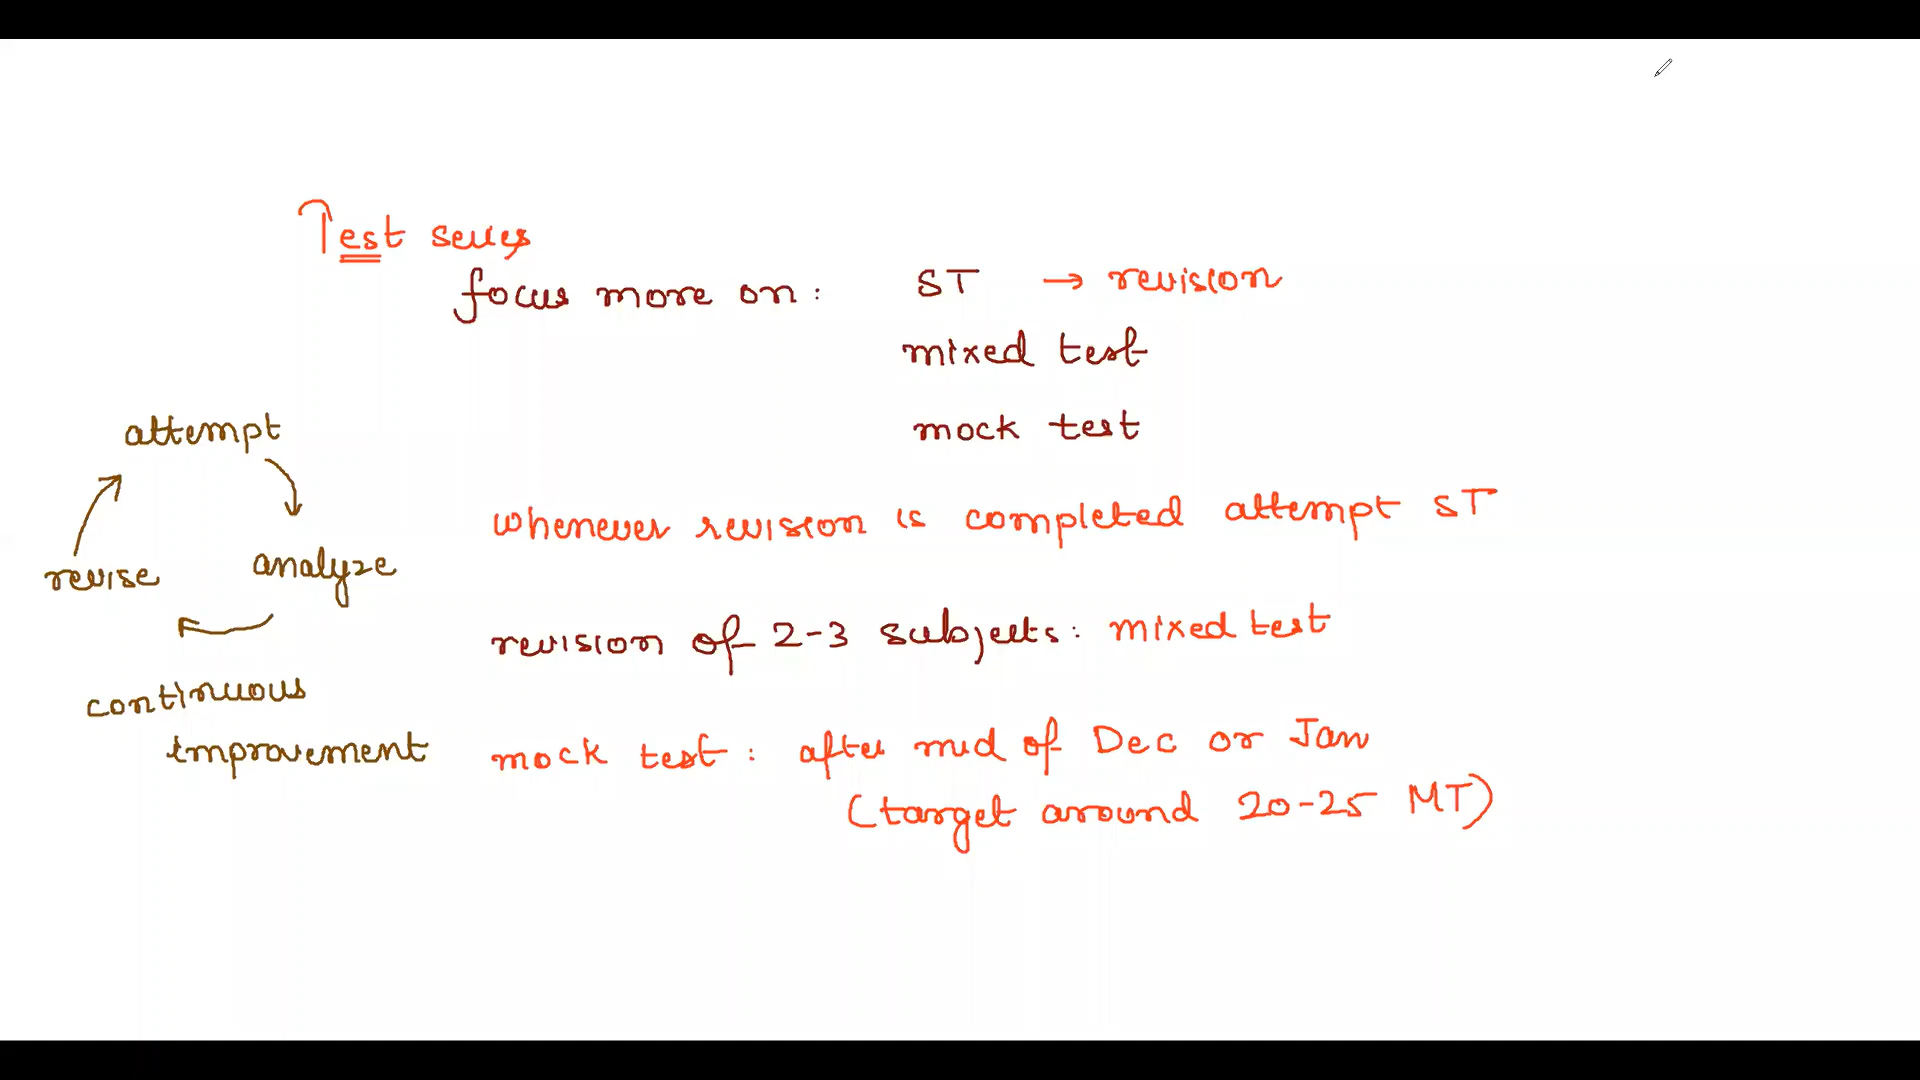 Test series
focus more on: ST → revision
mixed test
mock test
attempt
analyze
revise
continuous
improvement
whenever revision is completed attempt ST
revision of 2-3 subjects: mixed test
mock test: after mid of Dec or Jan
(target around 20-25 MT)